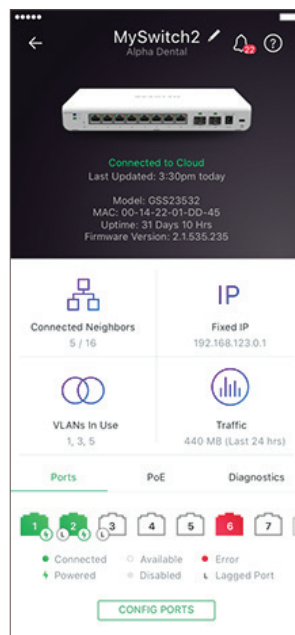 MySwitch2
Alpha Dental
22
?
Connected to Cloud
Last Updated: 3:30pm today
Model: GSS23532
MAC: 00-14-22-01-DD-45
Uptime: 31 Days 10 Hrs
Firmware Version: 2.1.535.235
IP
Connected Neighbors
Fixed IP
5 / 16
192.168.123.0.1
VLANs In Use
Traffic
1, 3, 5
440 MB (Last 24 hrs)
Ports PoE Diagnostics
1 2 3 4 5 6 7
L L
Connected Available Error
Powered Disabled L Lagged Port
CONFIG PORTS